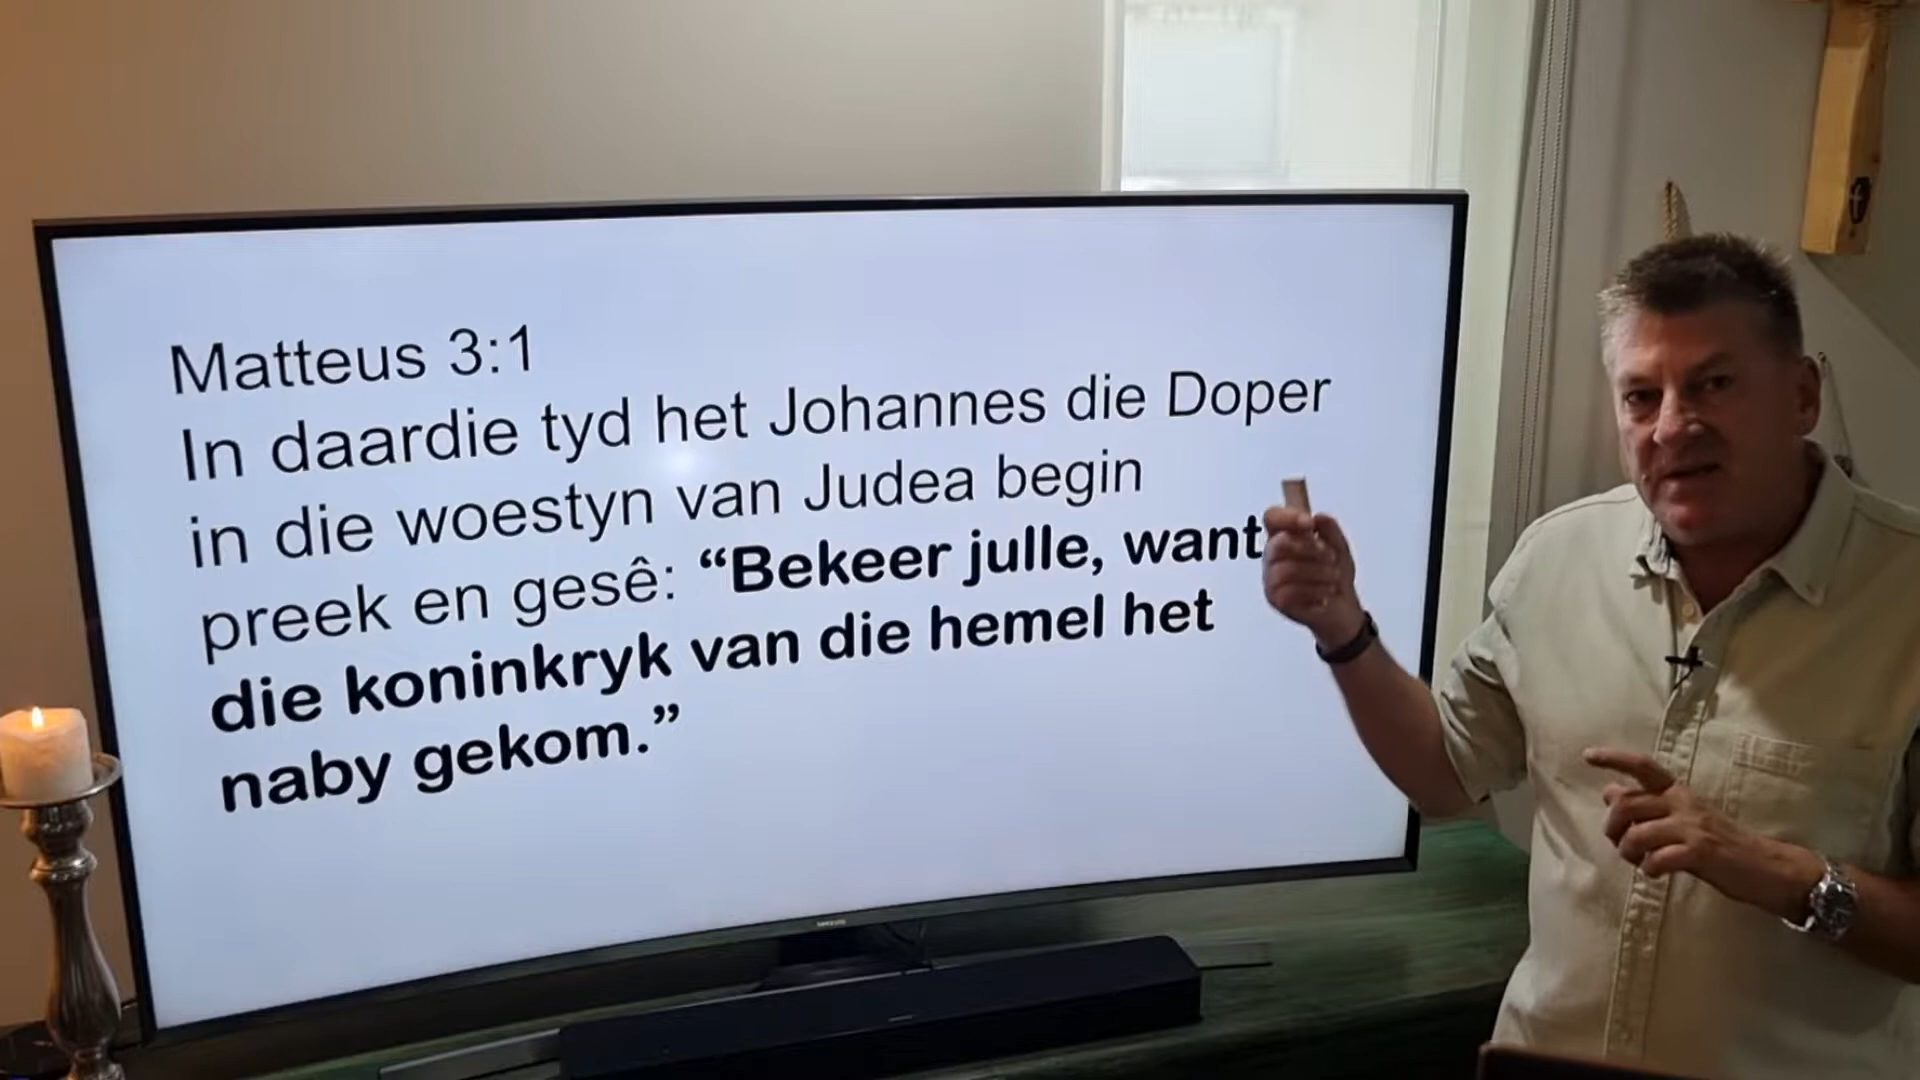 Matteus 3:1
In daardie tyd het Johannes die Doper
in die woestyn van Judea begin
preek en gesê: “Bekeer julle, want
die koninkryk van die hemel het
naby gekom.”